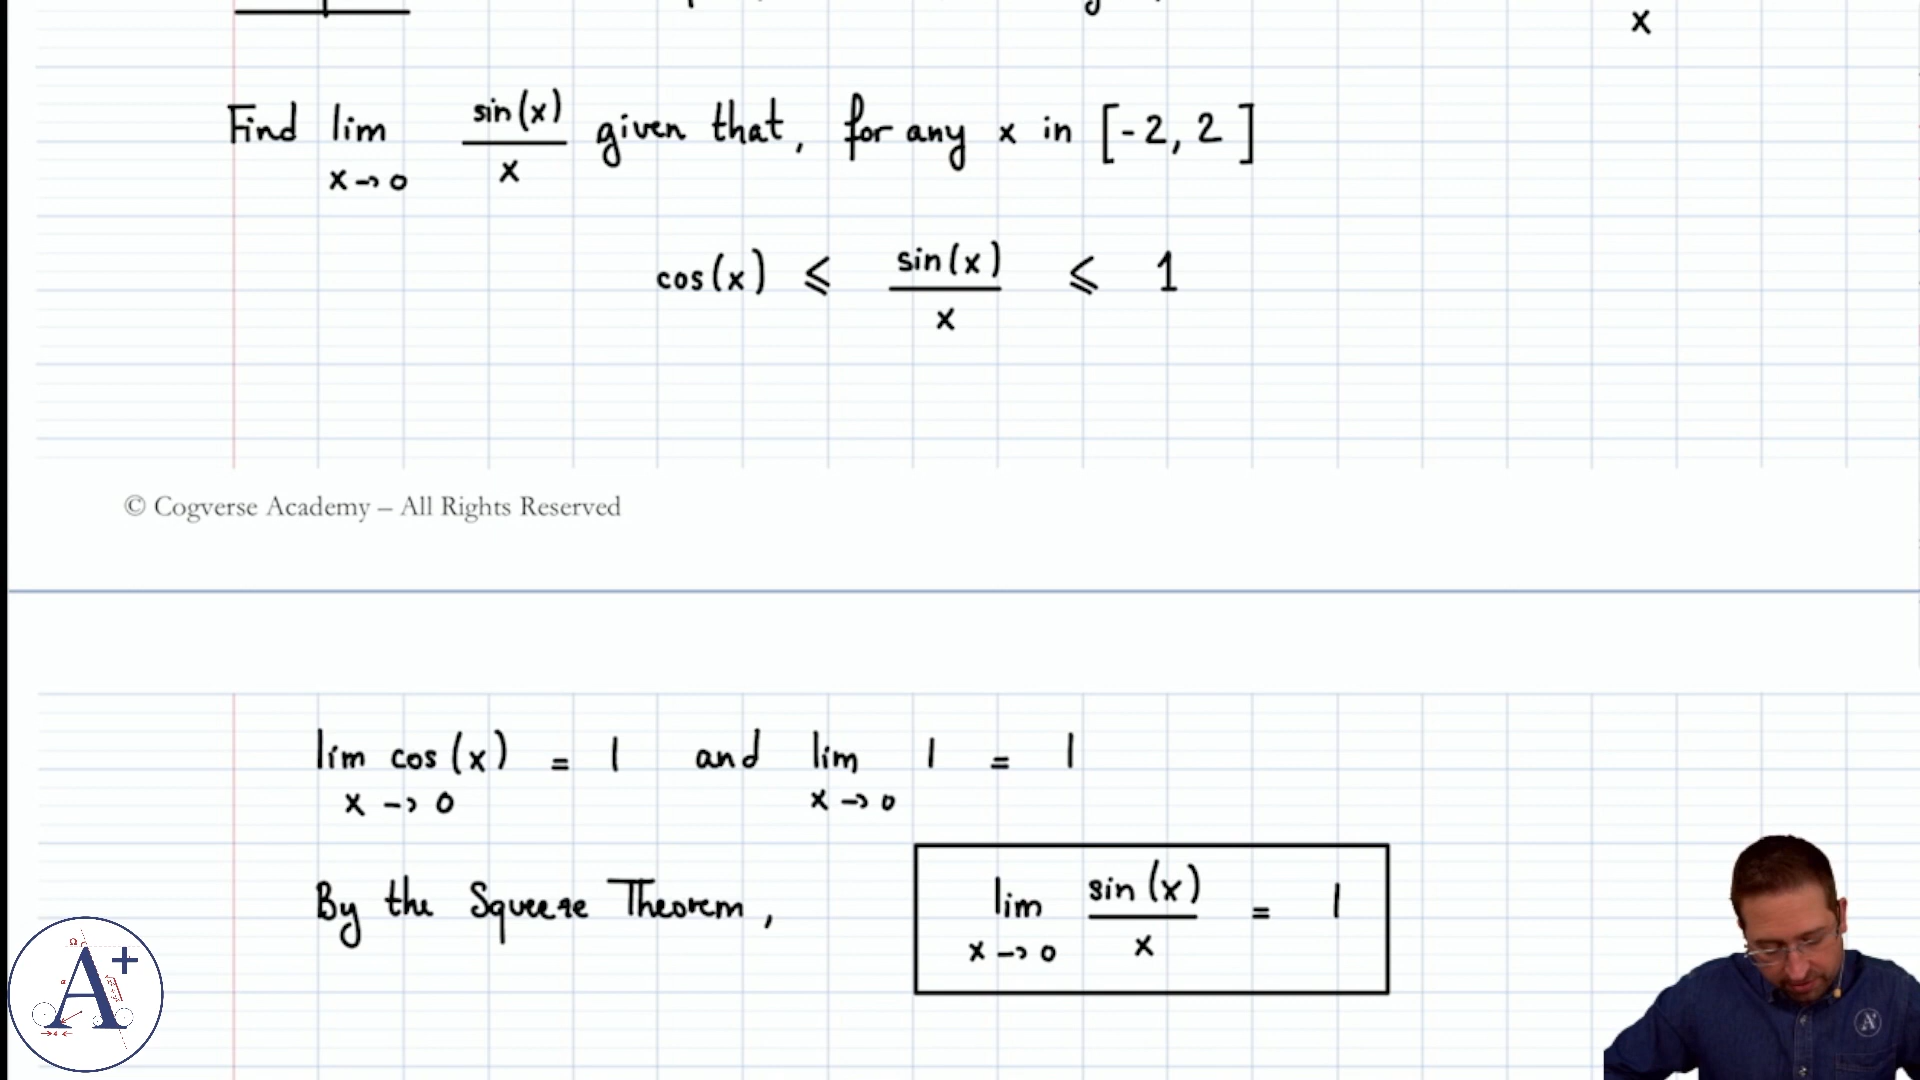 x
Find lim x→0 sin(x)/x given that, for any x in [-2, 2]
cos(x) ⩽ sin(x)/x ⩽ 1
© Cogverse Academy – All Rights Reserved
lim x→0 cos(x) = 1 and lim x→0 1 = 1
By the Squeeze Theorem, lim x→0 sin(x)/x = 1
A+
A+